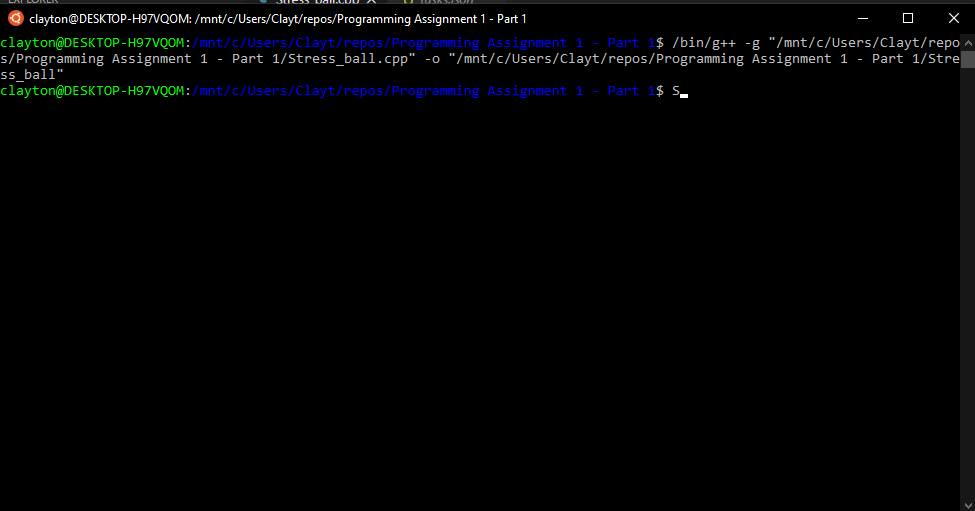 EXPLORER Stress_ball.cpp tasks.json
clayton@DESKTOP-H97VQOM: /mnt/c/Users/Clayt/repos/Programming Assignment 1 - Part 1
clayton@DESKTOP-H97VQOM:/mnt/c/Users/Clayt/repos/Programming Assignment 1 - Part 1$ /bin/g++ -g "/mnt/c/Users/Clayt/repo
s/Programming Assignment 1 - Part 1/Stress_ball.cpp" -o "/mnt/c/Users/Clayt/repos/Programming Assignment 1 - Part 1/Stre
ss_ball"
clayton@DESKTOP-H97VQOM:/mnt/c/Users/Clayt/repos/Programming Assignment 1 - Part 1$ S